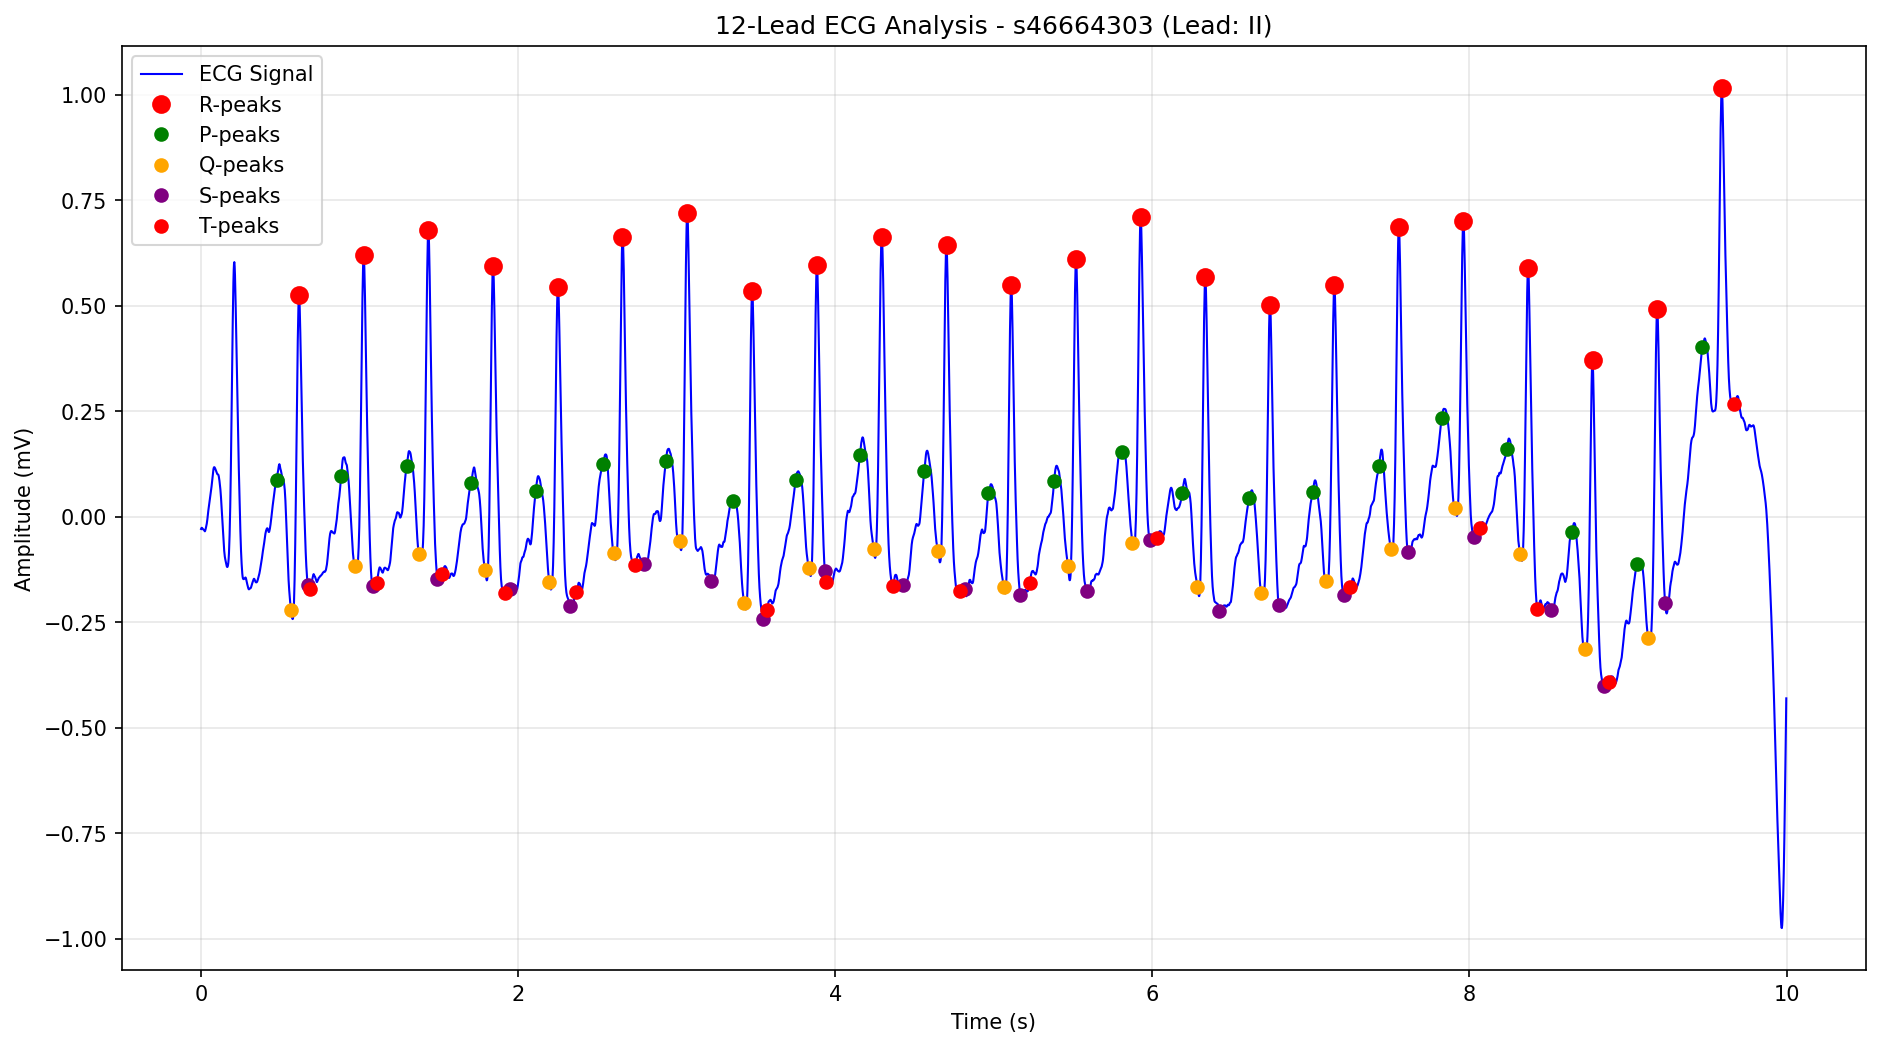 12-Lead ECG Analysis - s46664303 (Lead: II)
ECG Signal
R-peaks
P-peaks
Q-peaks
S-peaks
T-peaks
Amplitude (mV)
1.00
0.75
0.50
0.25
0.00
−0.25
−0.50
−0.75
−1.00
0 2 4 6 8 10
Time (s)